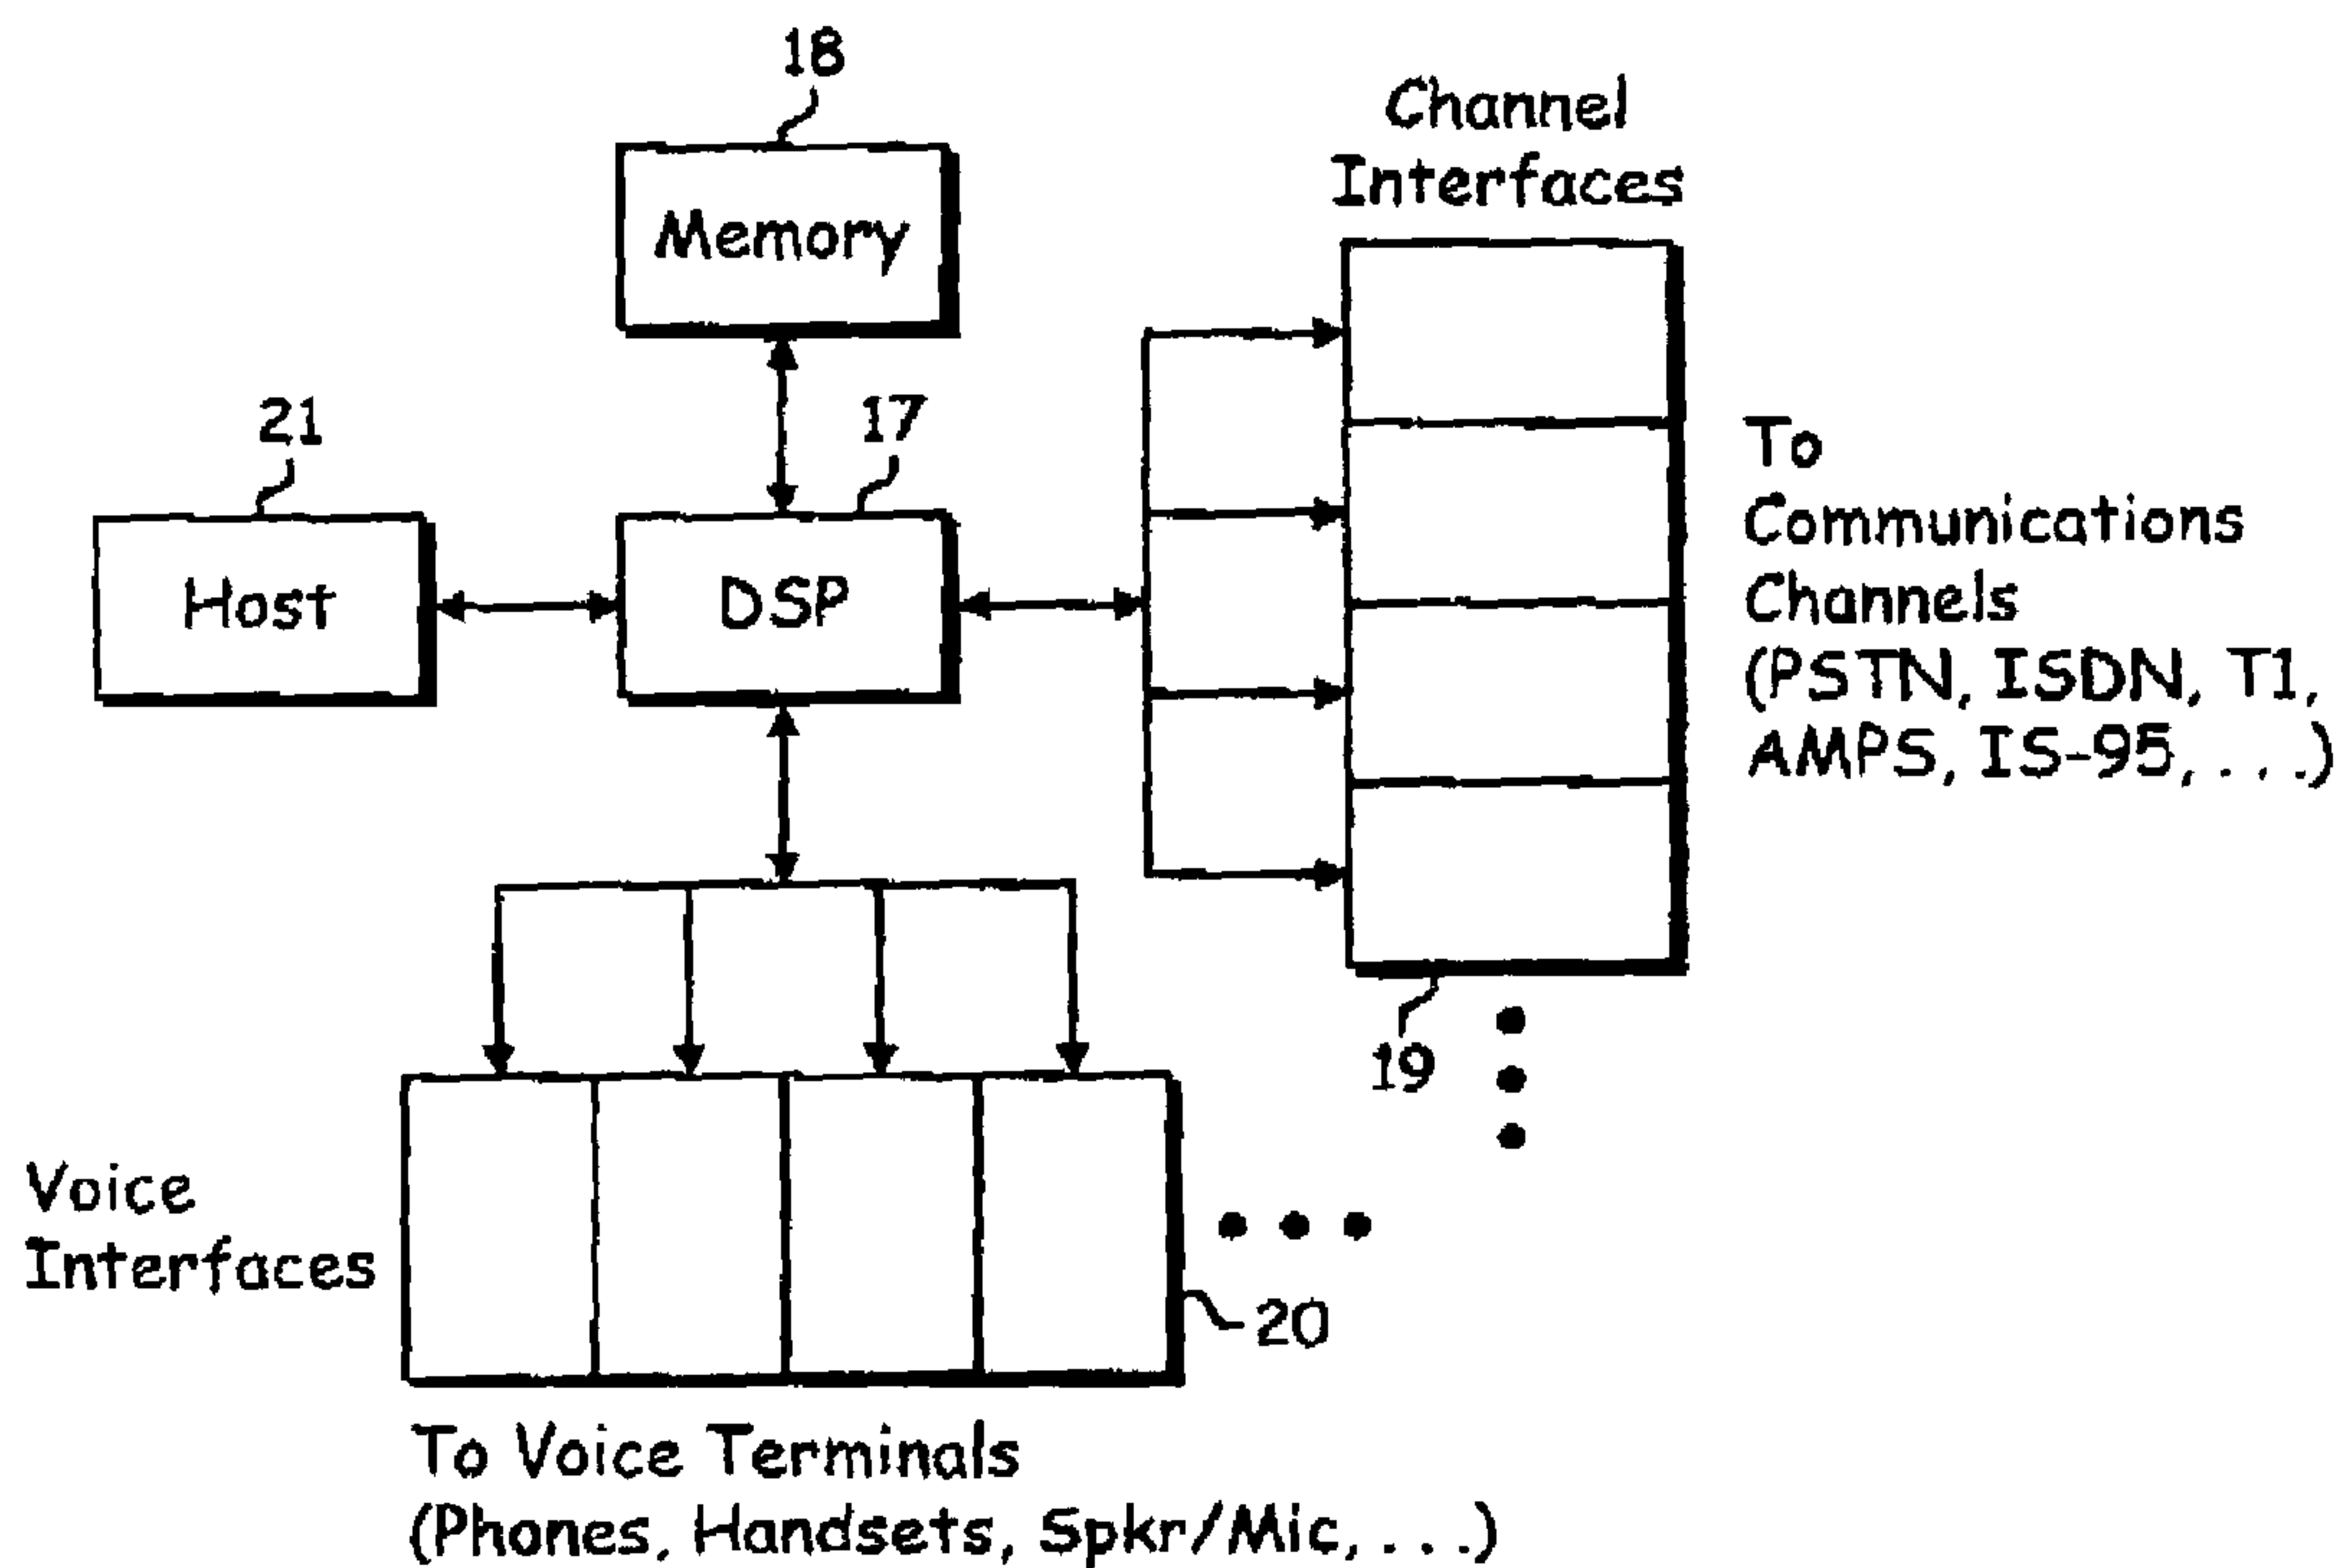 18
Channel
Interfaces
Memory
21
17
Host
DSP
To
Communications
Channels
(PSTN, ISDN, T1,
AMPS, IS-95, . . .)
19
Voice
Interfaces
20
To Voice Terminals
(Phones, Handsets, Spkr/Mic, . . .)